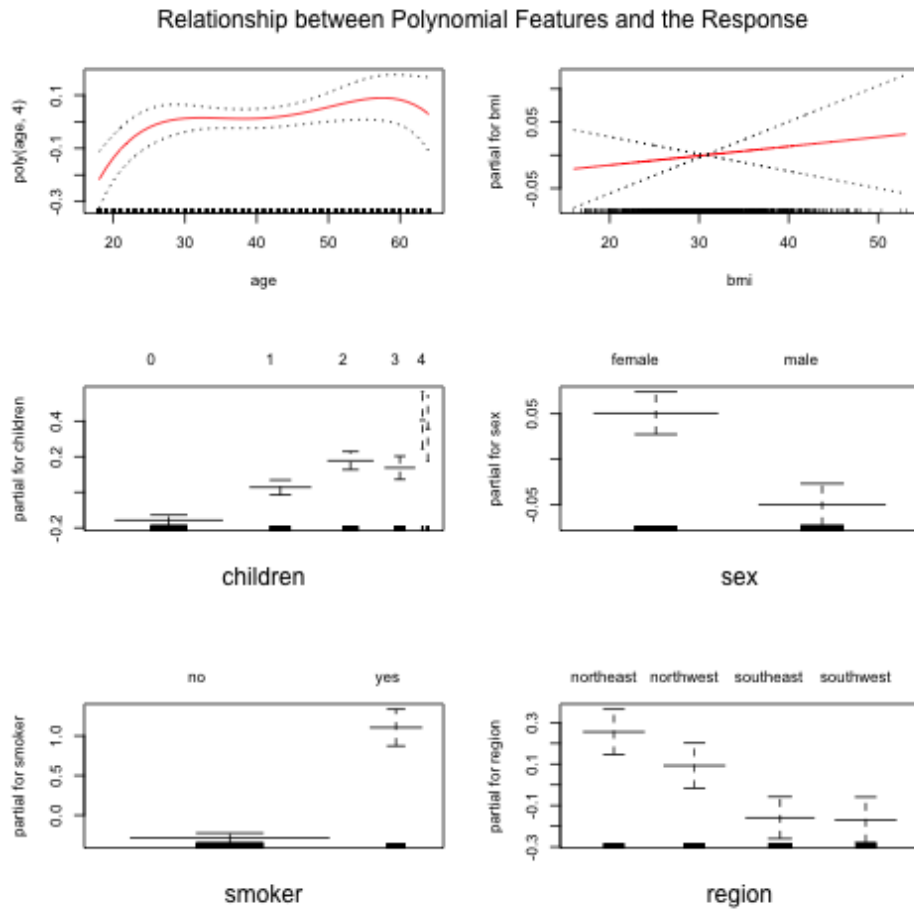 Relationship between Polynomial Features and the Response
poly(age, 4)
0.1
-0.1
-0.3
20 30 40 50 60
age
partial for bmi
0.05
-0.05
20 30 40 50
bmi
0 1 2 3 4
partial for children
0.4
0.2
-0.2
children
female male
partial for sex
0.05
-0.05
sex
no yes
partial for smoker
1.0
0.5
0.0
smoker
northeast northwest southeast southwest
partial for region
0.3
0.1
-0.1
-0.3
region